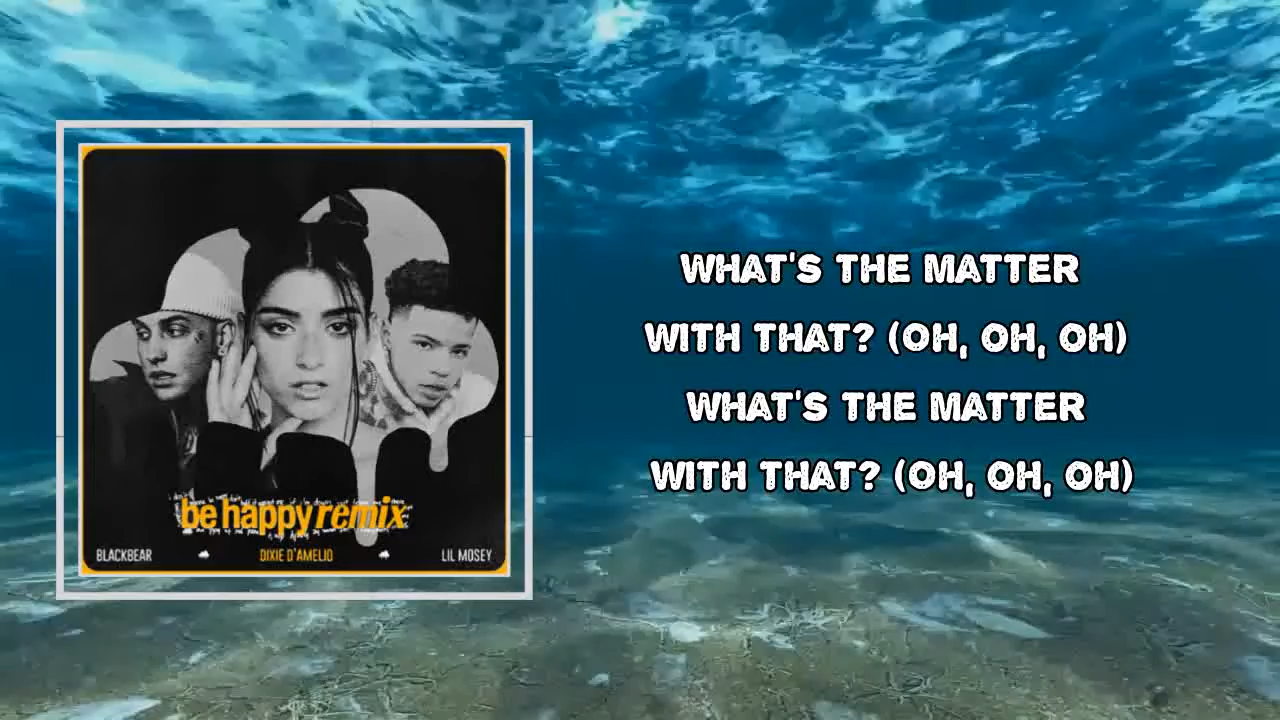 be happy remix
BLACKBEAR DIXIE D'AMELIO LIL MOSEY
WHAT'S THE MATTER
WITH THAT? (OH, OH, OH)
WHAT'S THE MATTER
WITH THAT? (OH, OH, OH)